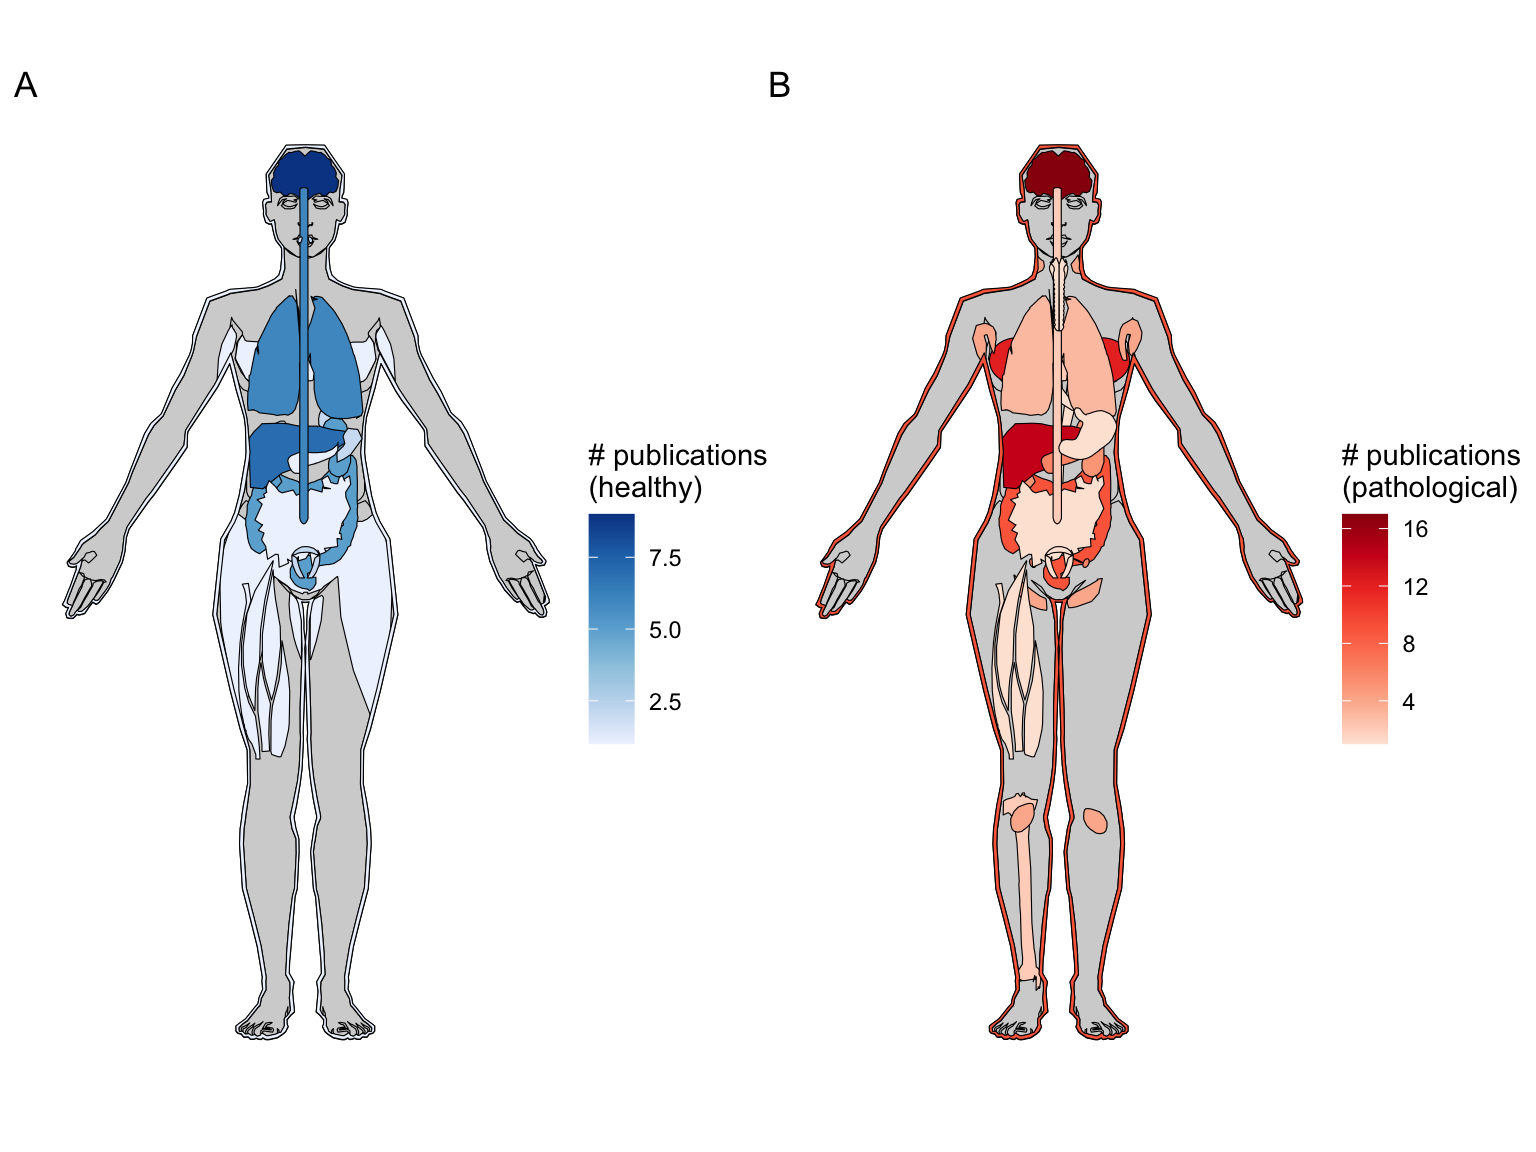 A
B
# publications
(healthy)
7.5
5.0
2.5
# publications
(pathological)
16
12
8
4